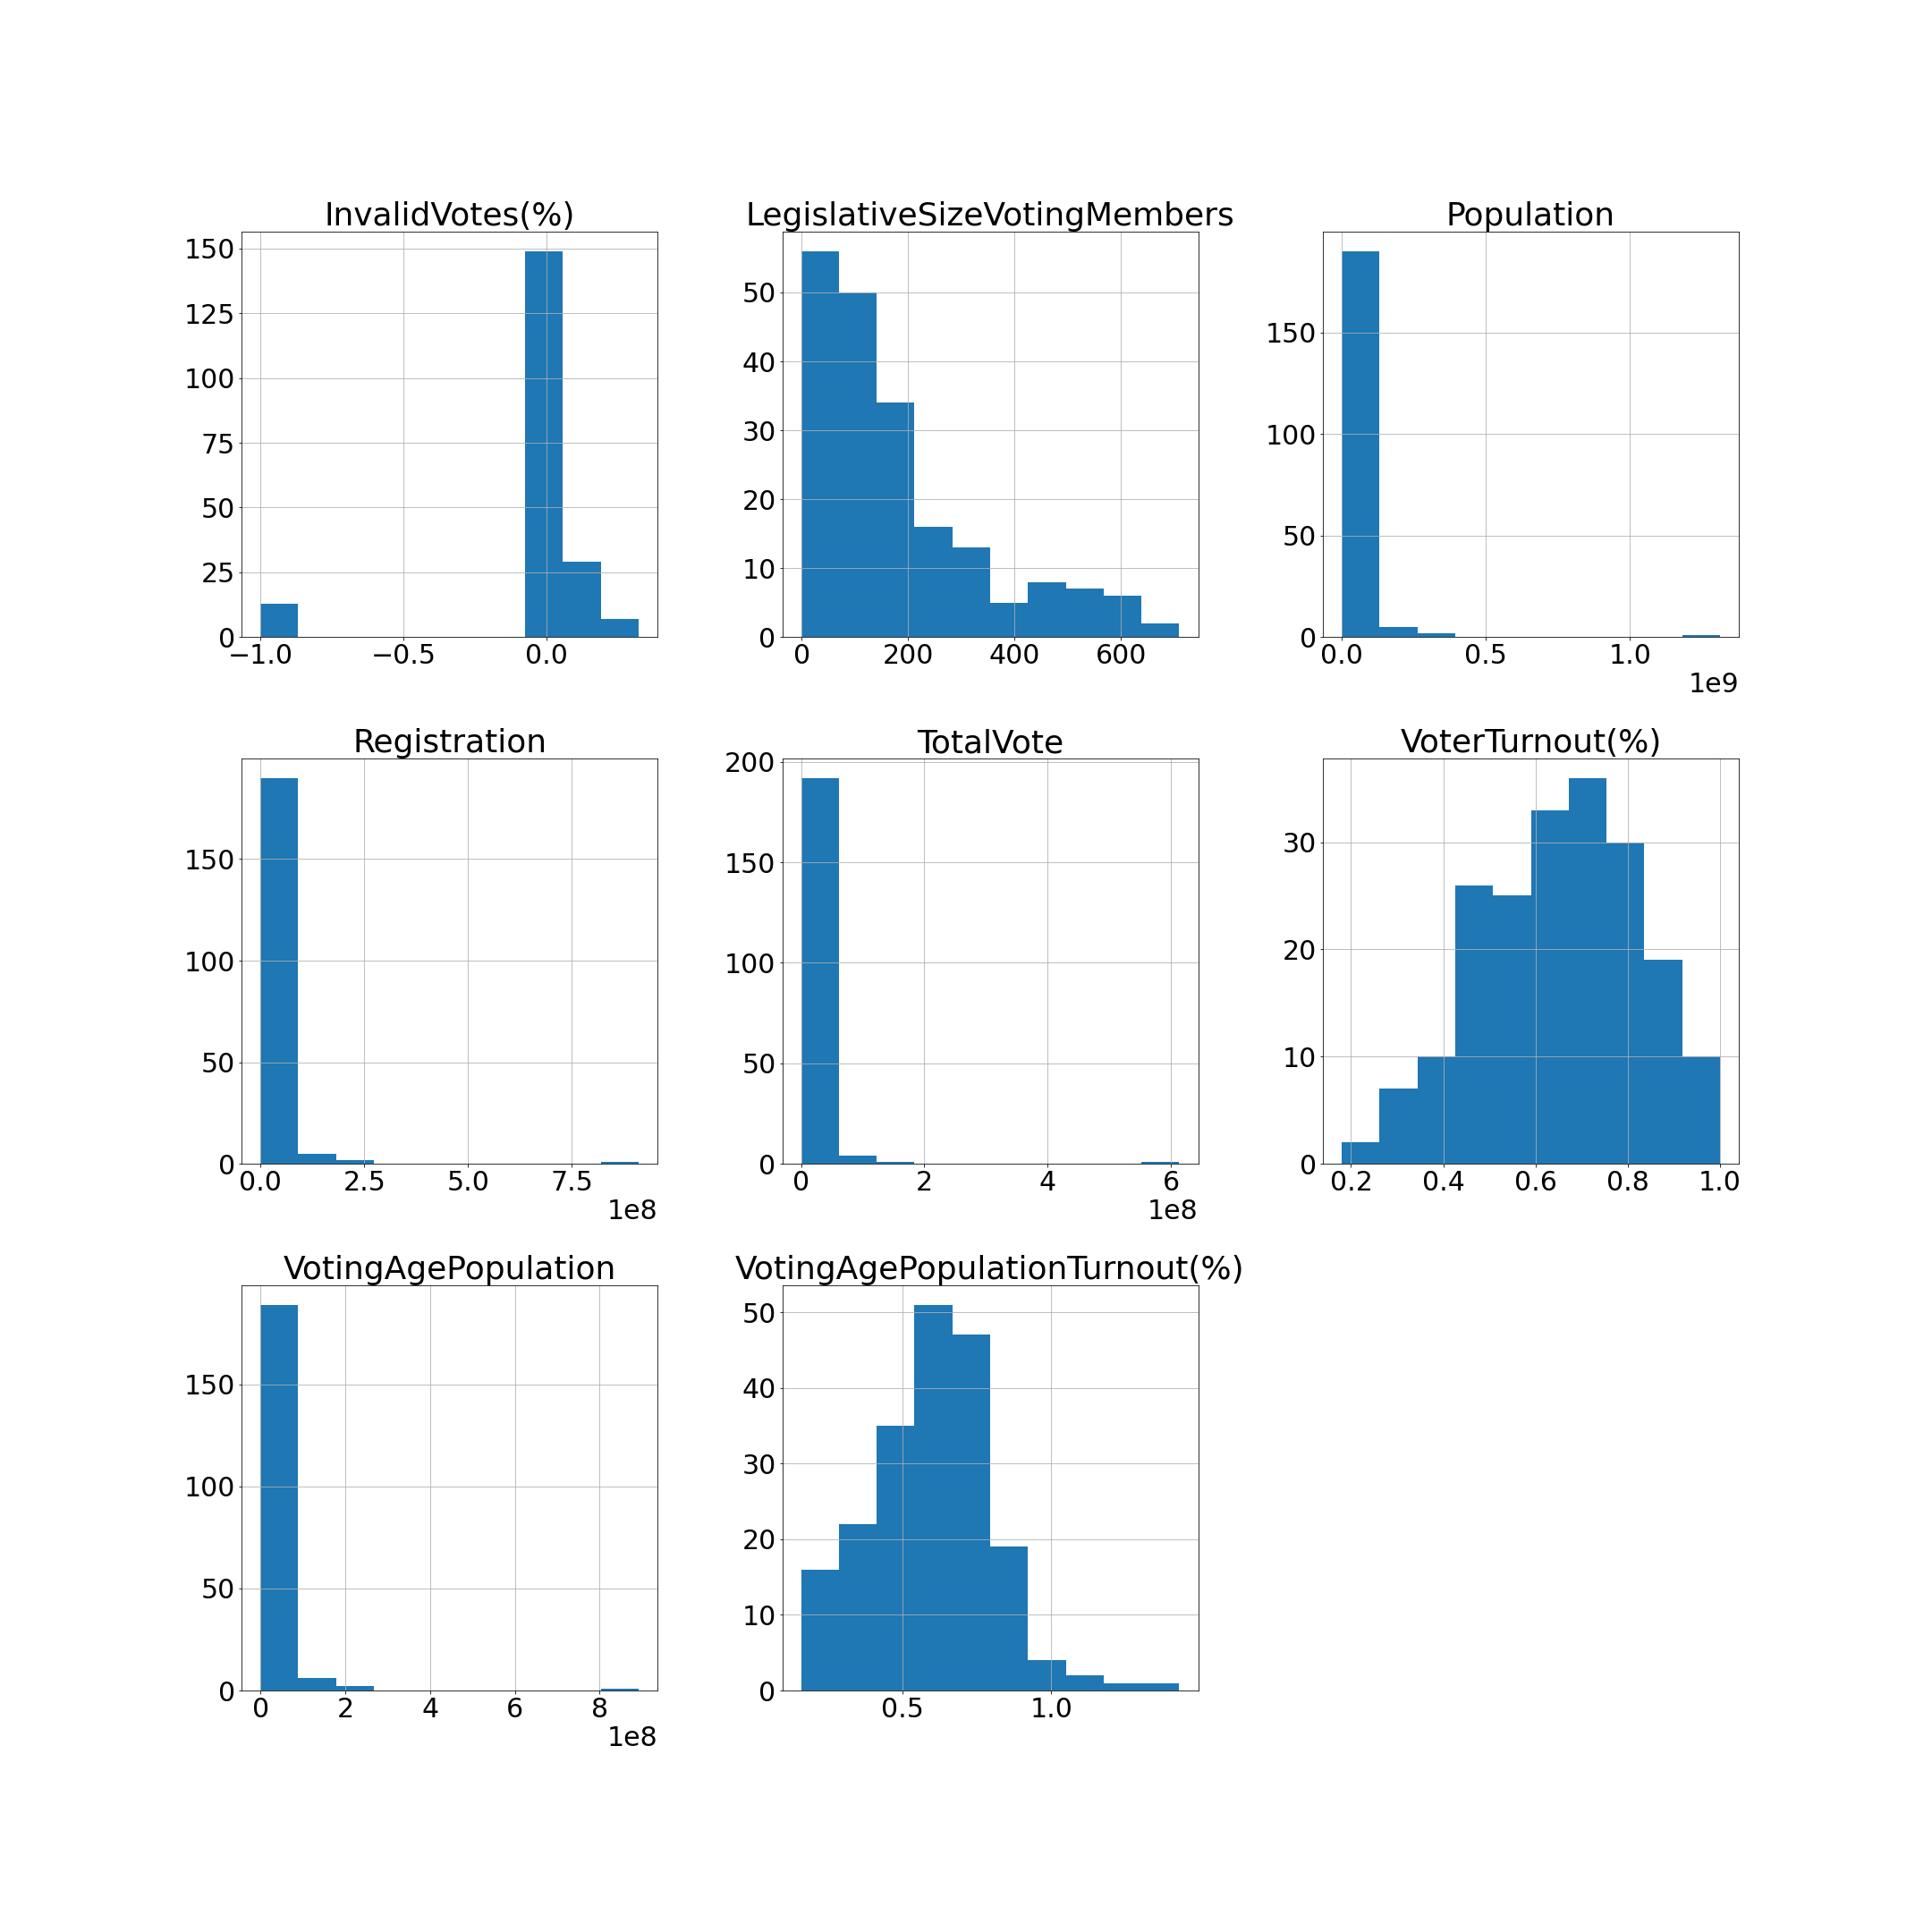 InvalidVotes(%) LegislativeSizeVotingMembers Population
150
125
100
75
50
25
0
−1.0 −0.5 0.0
50
40
30
20
10
0
0 200 400 600
150
100
50
0
0.0 0.5 1.0
1e9
Registration TotalVote VoterTurnout(%)
150
100
50
0
0.0 2.5 5.0 7.5
1e8
200
150
100
50
0
0 2 4 6
1e8
30
20
10
0
0.2 0.4 0.6 0.8 1.0
VotingAgePopulation VotingAgePopulationTurnout(%)
150
100
50
0
0 2 4 6 8
1e8
50
40
30
20
10
0
0.5 1.0